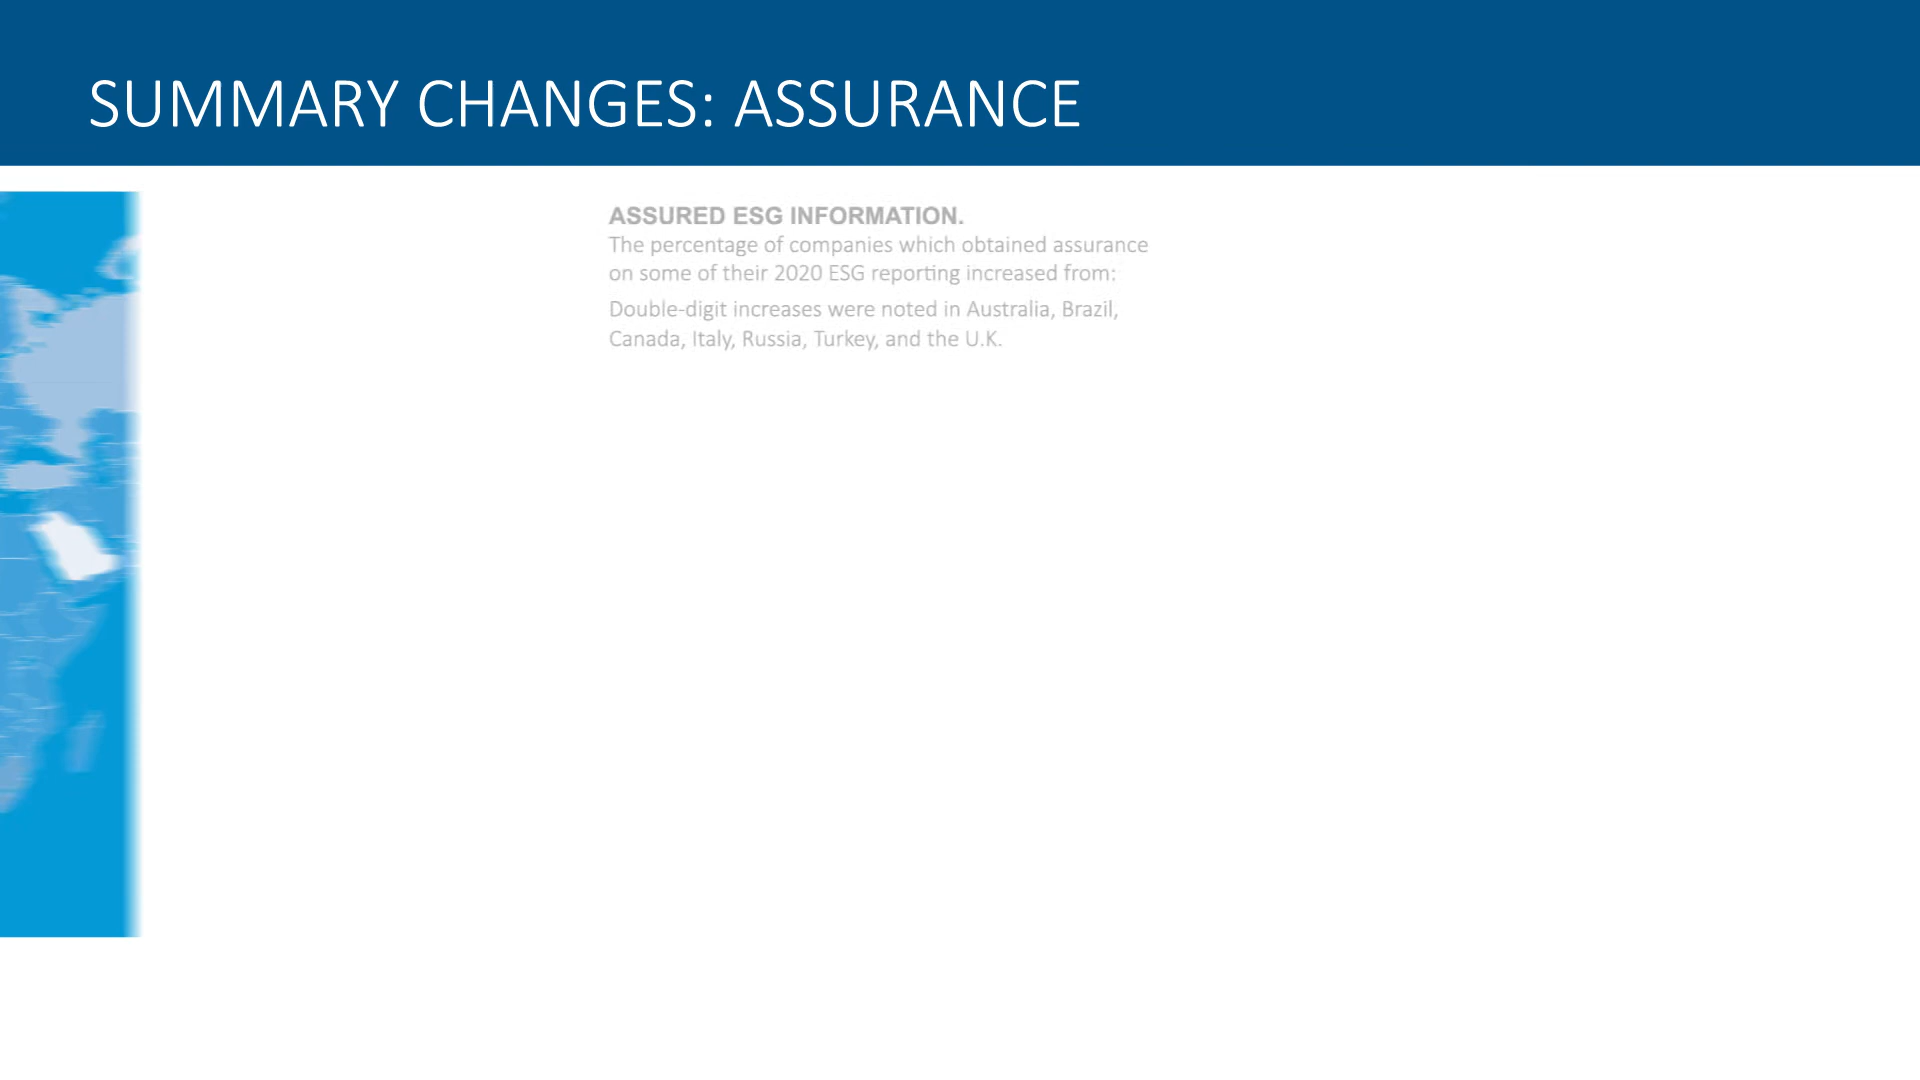 SUMMARY CHANGES: ASSURANCE
ASSURED ESG INFORMATION.
The percentage of companies which obtained assurance
on some of their 2020 ESG reporting increased from:
Double-digit increases were noted in Australia, Brazil,
Canada, Italy, Russia, Turkey, and the U.K.